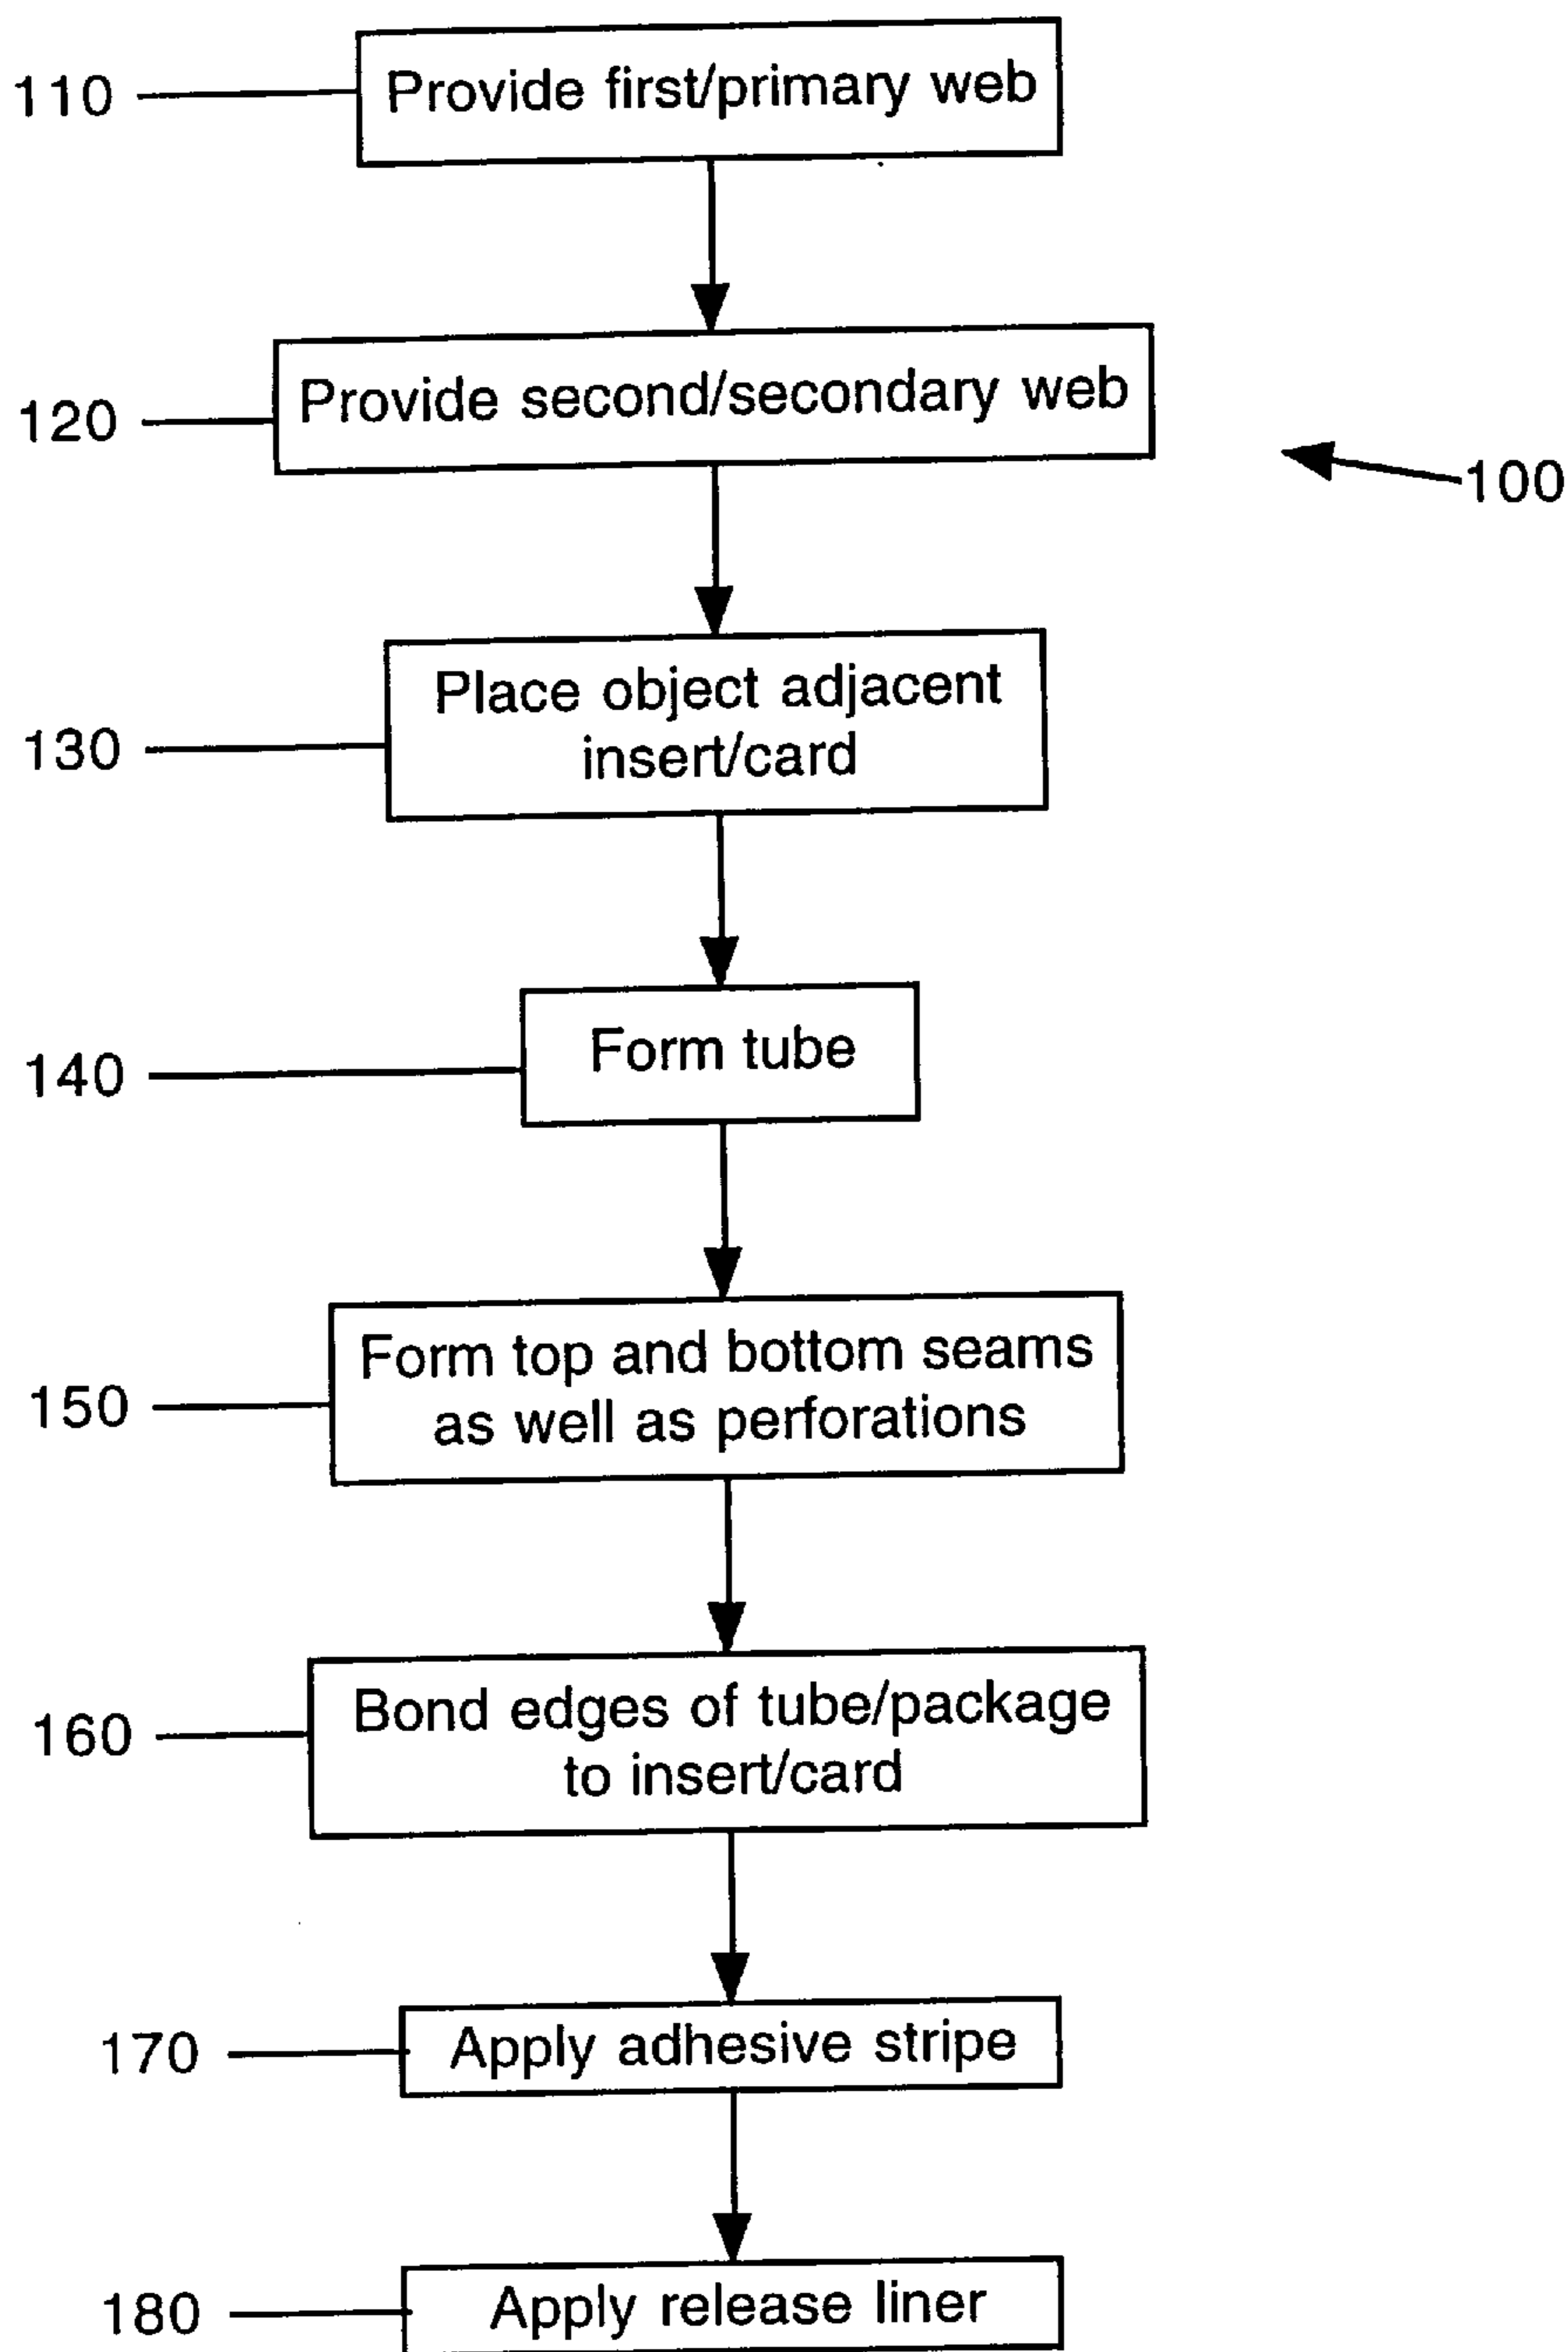 110
Provide first/primary web
120
Provide second/secondary web
100
130
Place object adjacent
insert/card
140
Form tube
150
Form top and bottom seams
as well as perforations
160
Bond edges of tube/package
to insert/card
170
Apply adhesive stripe
180
Apply release liner